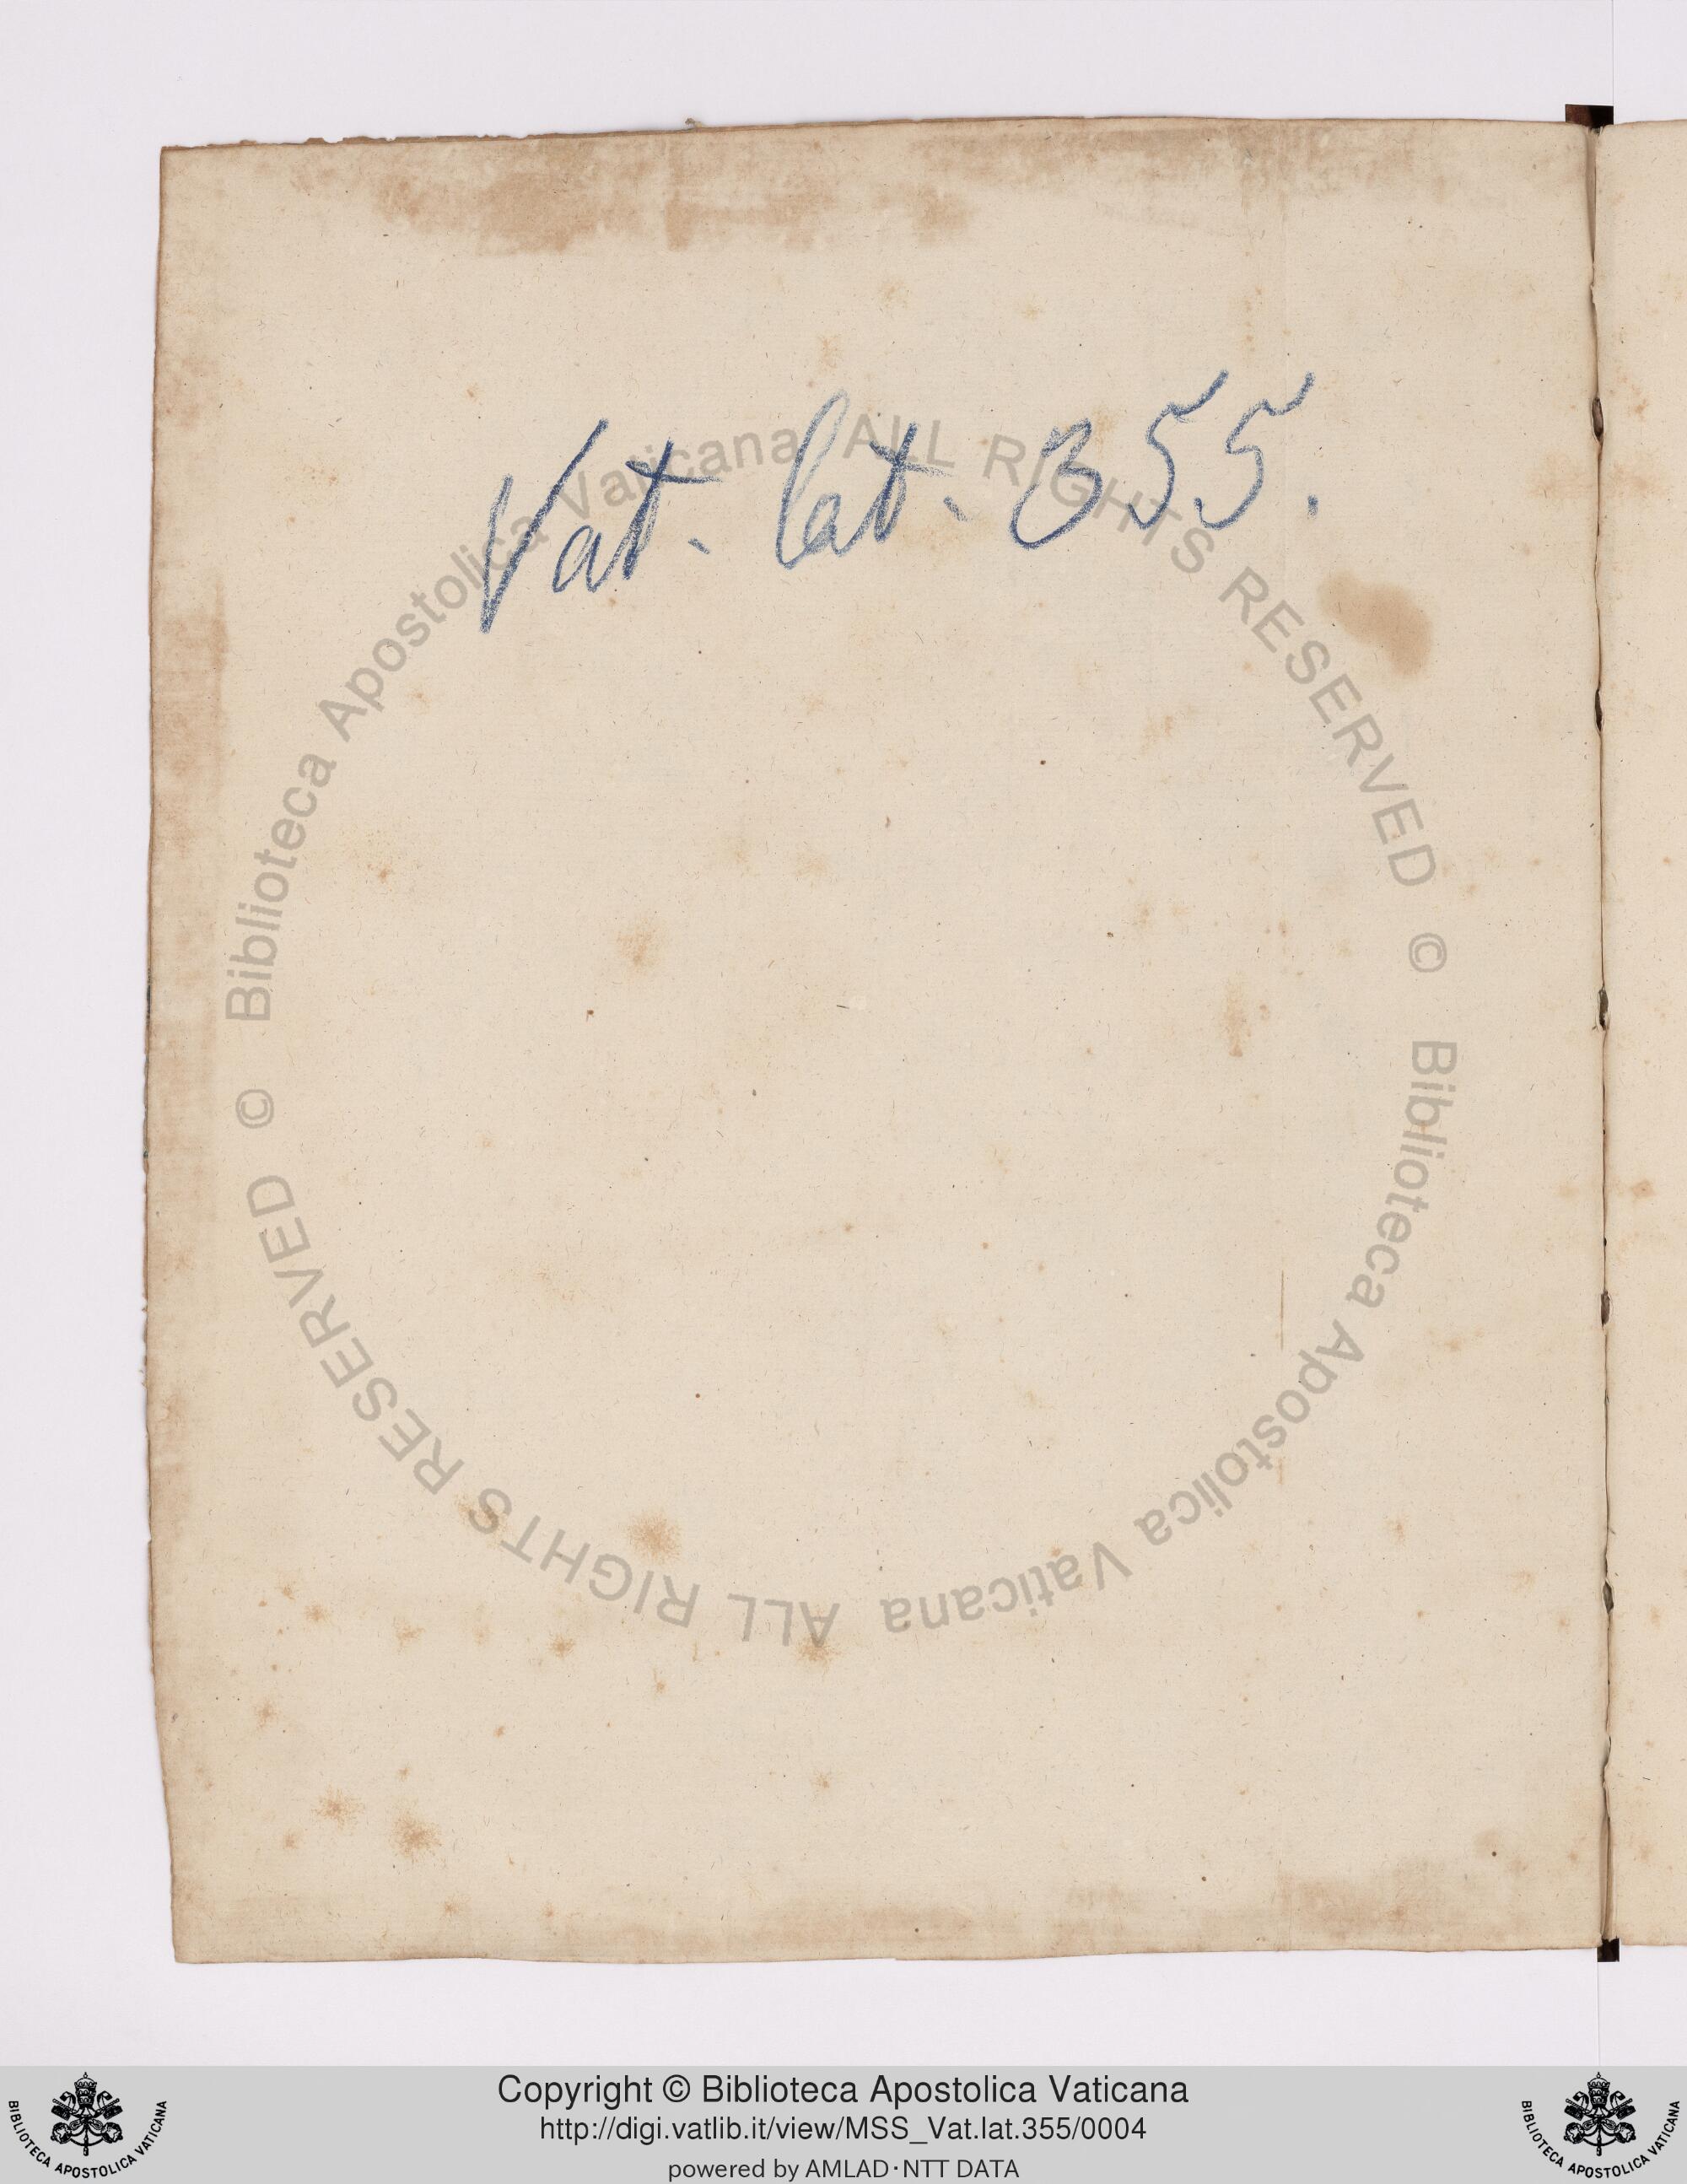 Vat. lat. 355.
© Biblioteca Apostolica Vaticana ALL RIGHTS RESERVED
© Biblioteca Apostolica Vaticana ALL RIGHTS RESERVED
Copyright © Biblioteca Apostolica Vaticana
http://digi.vatlib.it/view/MSS_Vat.lat.355/0004
powered by AMLAD·NTT DATA
BIBLIOTECA APOSTOLICA VATICANA
BIBLIOTECA APOSTOLICA VATICANA